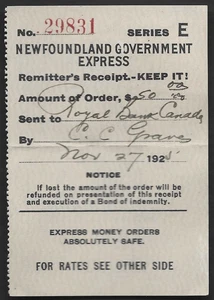 No. 29831 SERIES E
NEWFOUNDLAND GOVERNMENT
EXPRESS
Remitter's Receipt.-KEEP IT!
Amount of Order, $ 50 00/00
Sent to Royal Bank Canada
By C. C. Graves
Nov 27 1925
NOTICE
If lost the amount of the order will be
refunded on presentation of this receipt
and execution of a Bond of indemnity.
EXPRESS MONEY ORDERS
ABSOLUTELY SAFE.
FOR RATES SEE OTHER SIDE